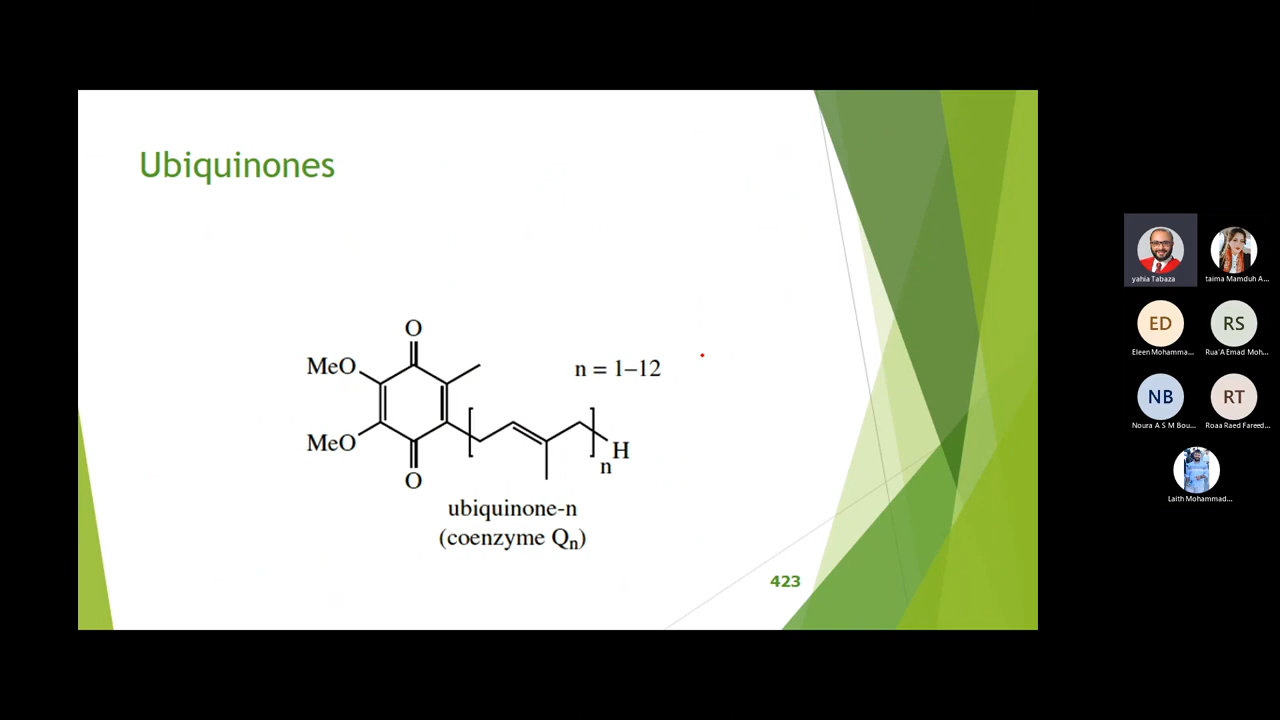 Ubiquinones
O
MeO
n = 1–12
MeO
H
n
O
ubiquinone-n
(coenzyme Qn)
423
yahia Tabaza
taima Mamduh A...
ED
RS
Eleen Mohamma...
Rua'A Emad Moh...
NB
RT
Noura A S M Bou...
Roaa Raed Fareed...
Laith Mohammad...